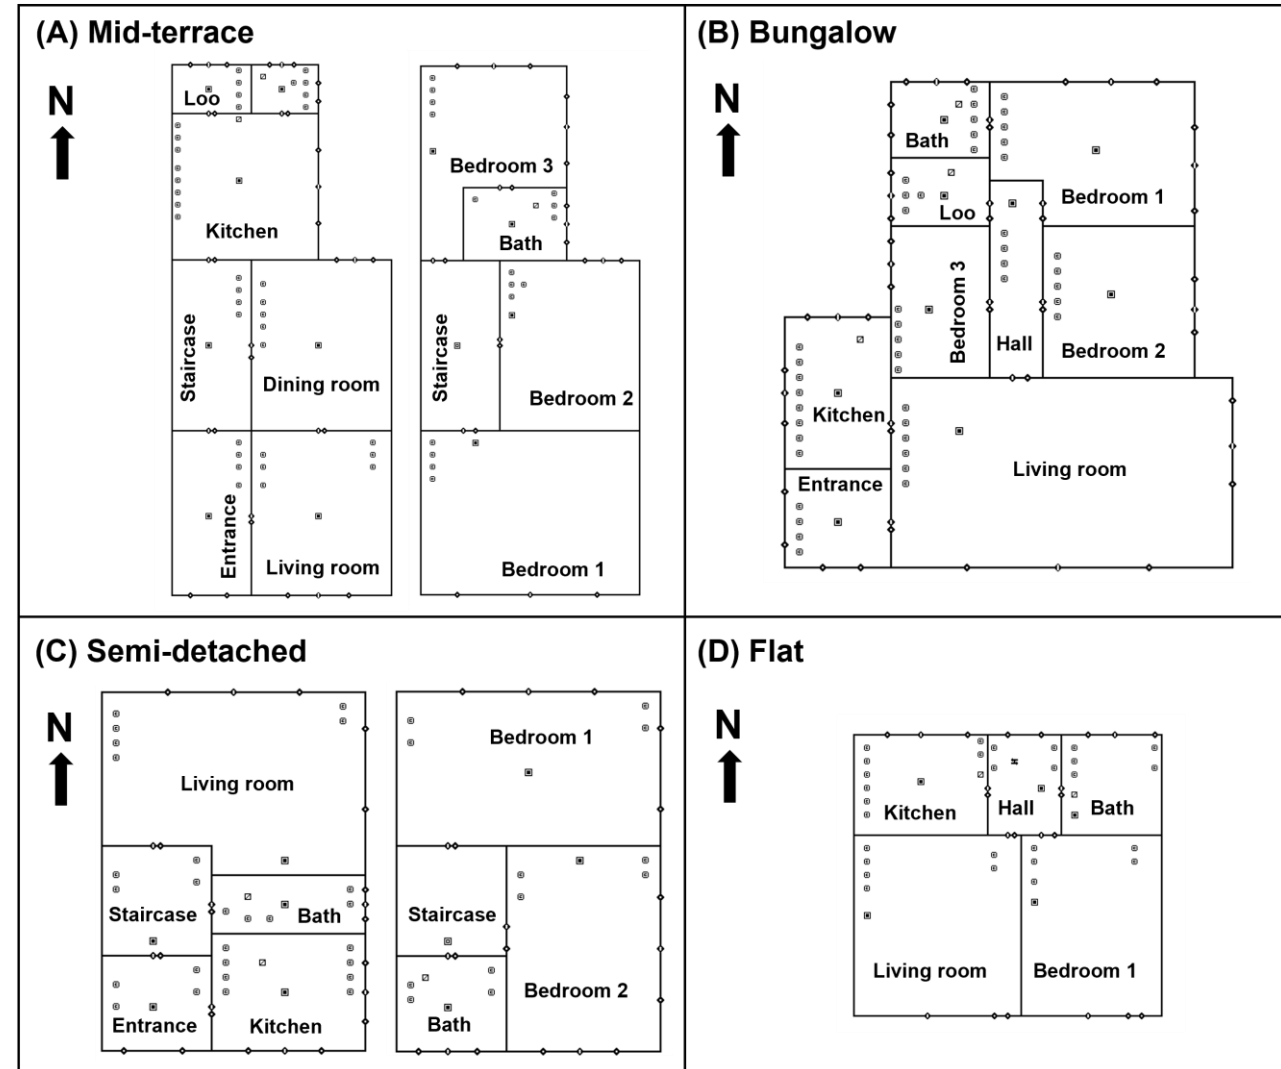 (A) Mid-terrace
N
Loo
Kitchen
Staircase
Dining room
Entrance
Living room
Bedroom 3
Bath
Staircase
Bedroom 2
Bedroom 1
(B) Bungalow
N
Bath
Bedroom 1
Loo
Bedroom 3
Hall
Bedroom 2
Kitchen
Living room
Entrance
(C) Semi-detached
N
Living room
Staircase
Bath
Entrance
Kitchen
Bedroom 1
Staircase
Bedroom 2
Bath
(D) Flat
N
Kitchen
Hall
Bath
Living room
Bedroom 1